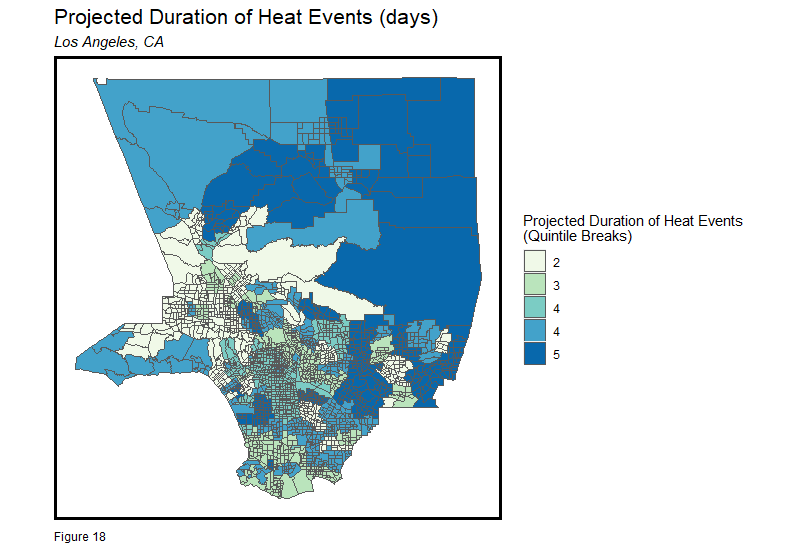 Projected Duration of Heat Events (days)
Los Angeles, CA
Projected Duration of Heat Events
(Quintile Breaks)
2
3
4
4
5
Figure 18